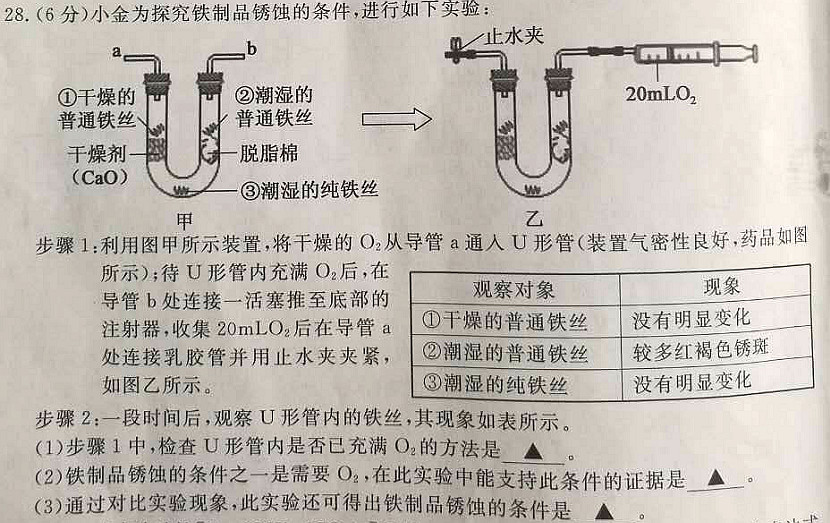 28.(6分)小金为探究铁制品锈蚀的条件,进行如下实验:
a
b
①干燥的
普通铁丝
②潮湿的
普通铁丝
干燥剂
(CaO)
脱脂棉
③潮湿的纯铁丝
甲
止水夹
20mLO₂
乙
步骤1:利用图甲所示装置,将干燥的O₂从导管a通入U形管(装置气密性良好,药品如图
所示);待U形管内充满O₂后,在
导管b处连接一活塞推至底部的
注射器,收集20mLO₂后在导管a
处连接乳胶管并用止水夹夹紧,
如图乙所示。
观察对象 现象
①干燥的普通铁丝 没有明显变化
②潮湿的普通铁丝 较多红褐色锈斑
③潮湿的纯铁丝 没有明显变化
步骤2:一段时间后,观察U形管内的铁丝,其现象如表所示。
(1)步骤1中,检查U形管内是否已充满O₂的方法是 ▲ 。
(2)铁制品锈蚀的条件之一是需要O₂,在此实验中能支持此条件的证据是 ▲ 。
(3)通过对比实验现象,此实验还可得出铁制品锈蚀的条件是 ▲ 。